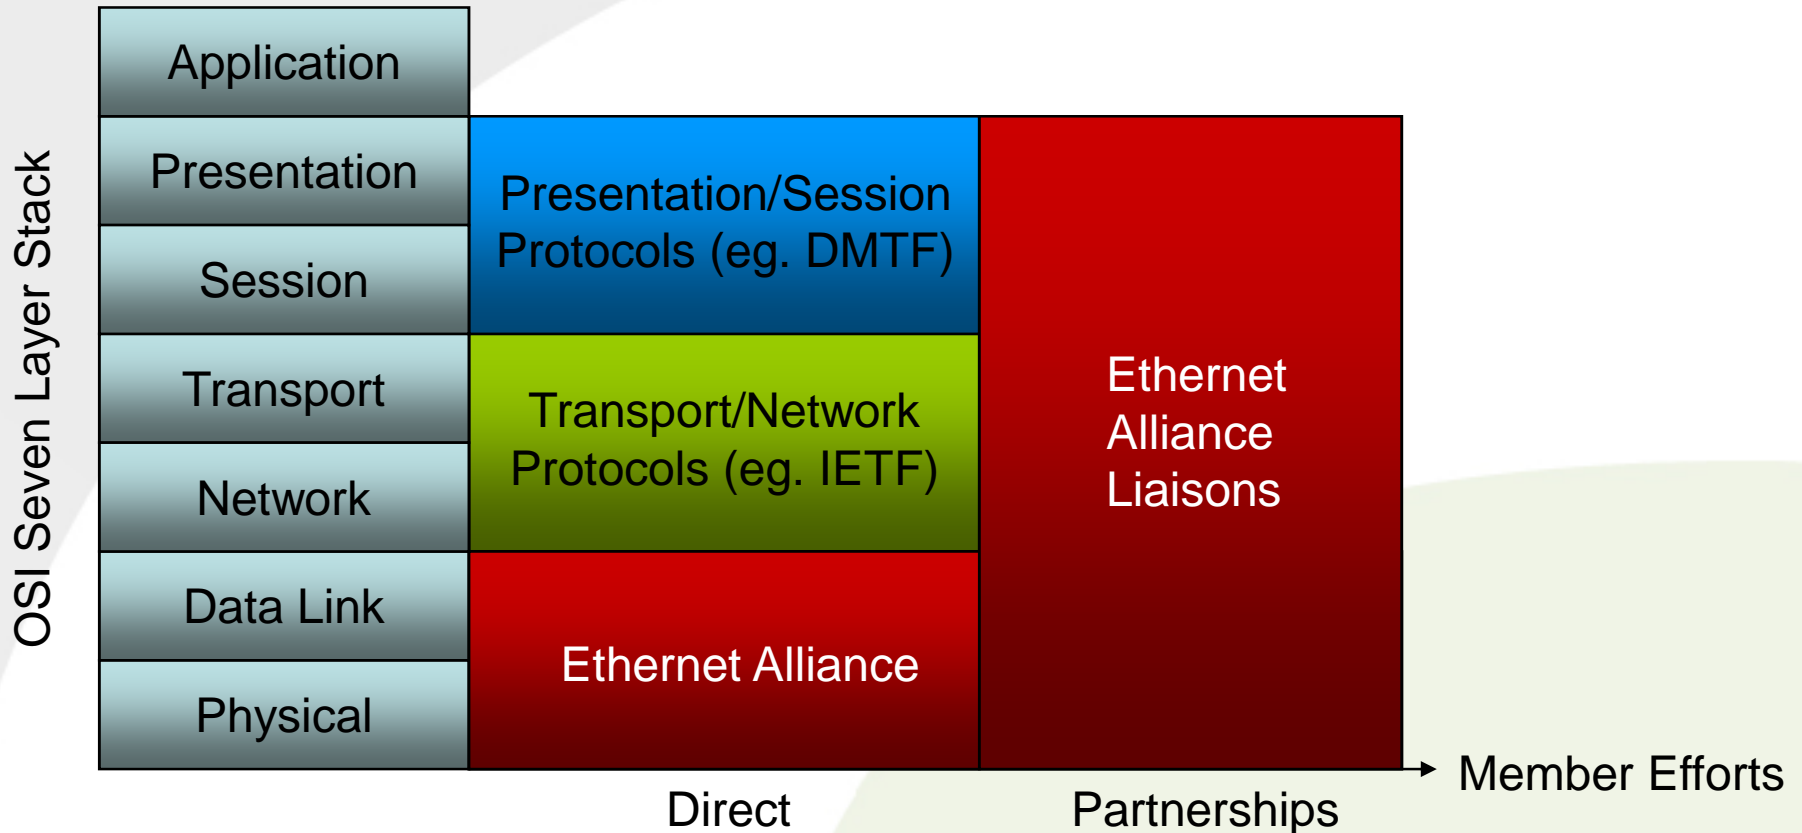 OSI Seven Layer Stack
Application
Presentation
Session
Transport
Network
Data Link
Physical
Presentation/Session
Protocols (eg. DMTF)
Transport/Network
Protocols (eg. IETF)
Ethernet Alliance
Ethernet
Alliance
Liaisons
Direct
Partnerships
Member Efforts